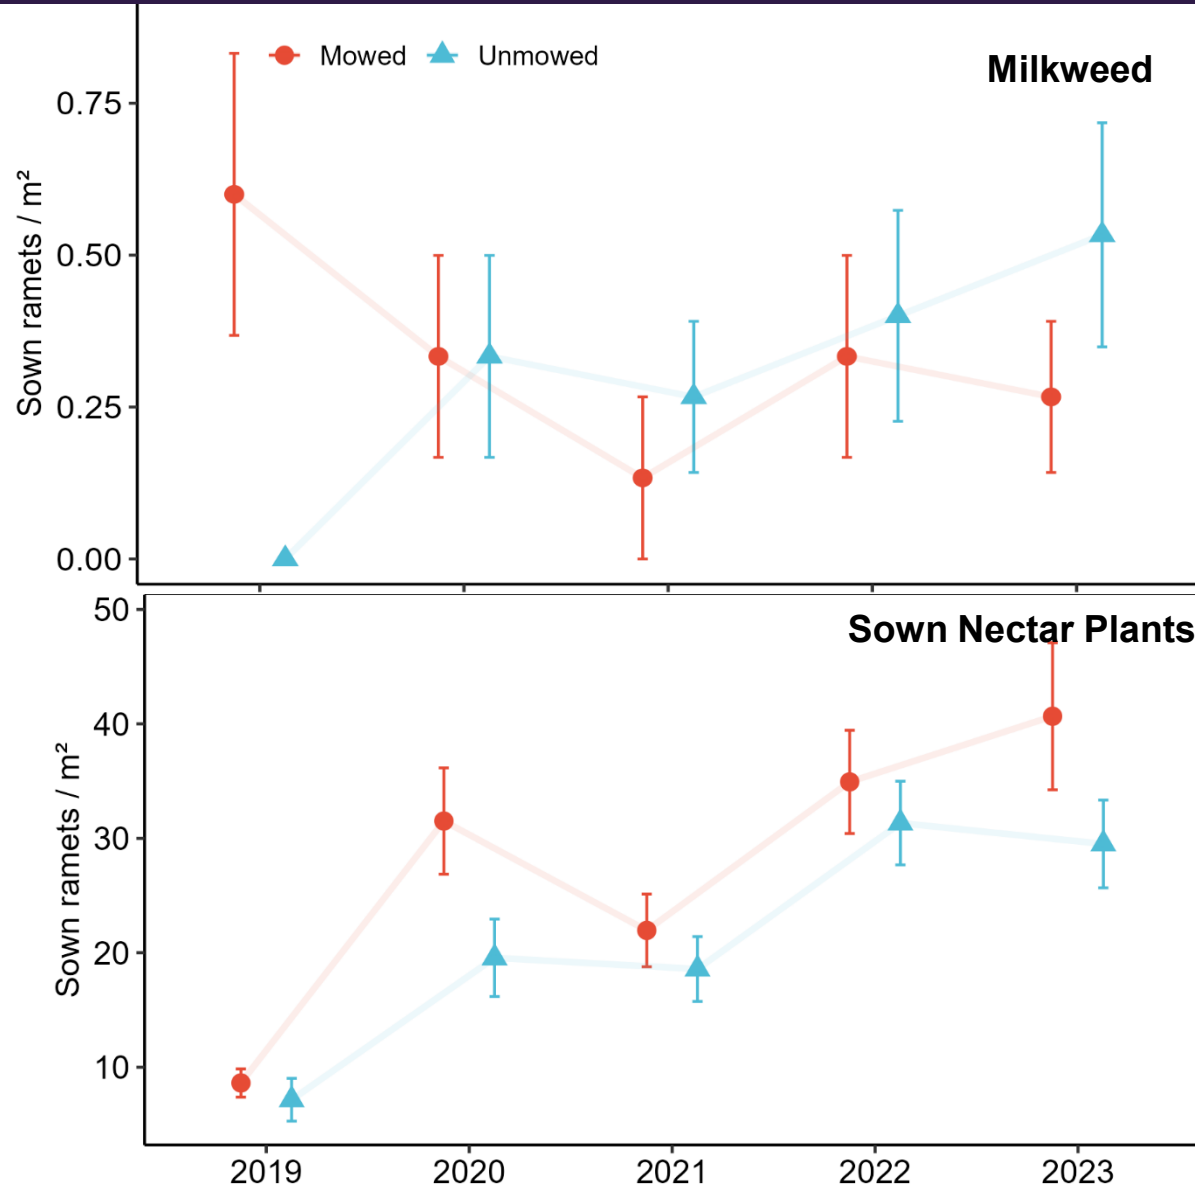 Mowed Unmowed
Milkweed
Sown ramets / m²
0.75
0.50
0.25
0.00
Sown Nectar Plants
Sown ramets / m²
50
40
30
20
10
2019 2020 2021 2022 2023